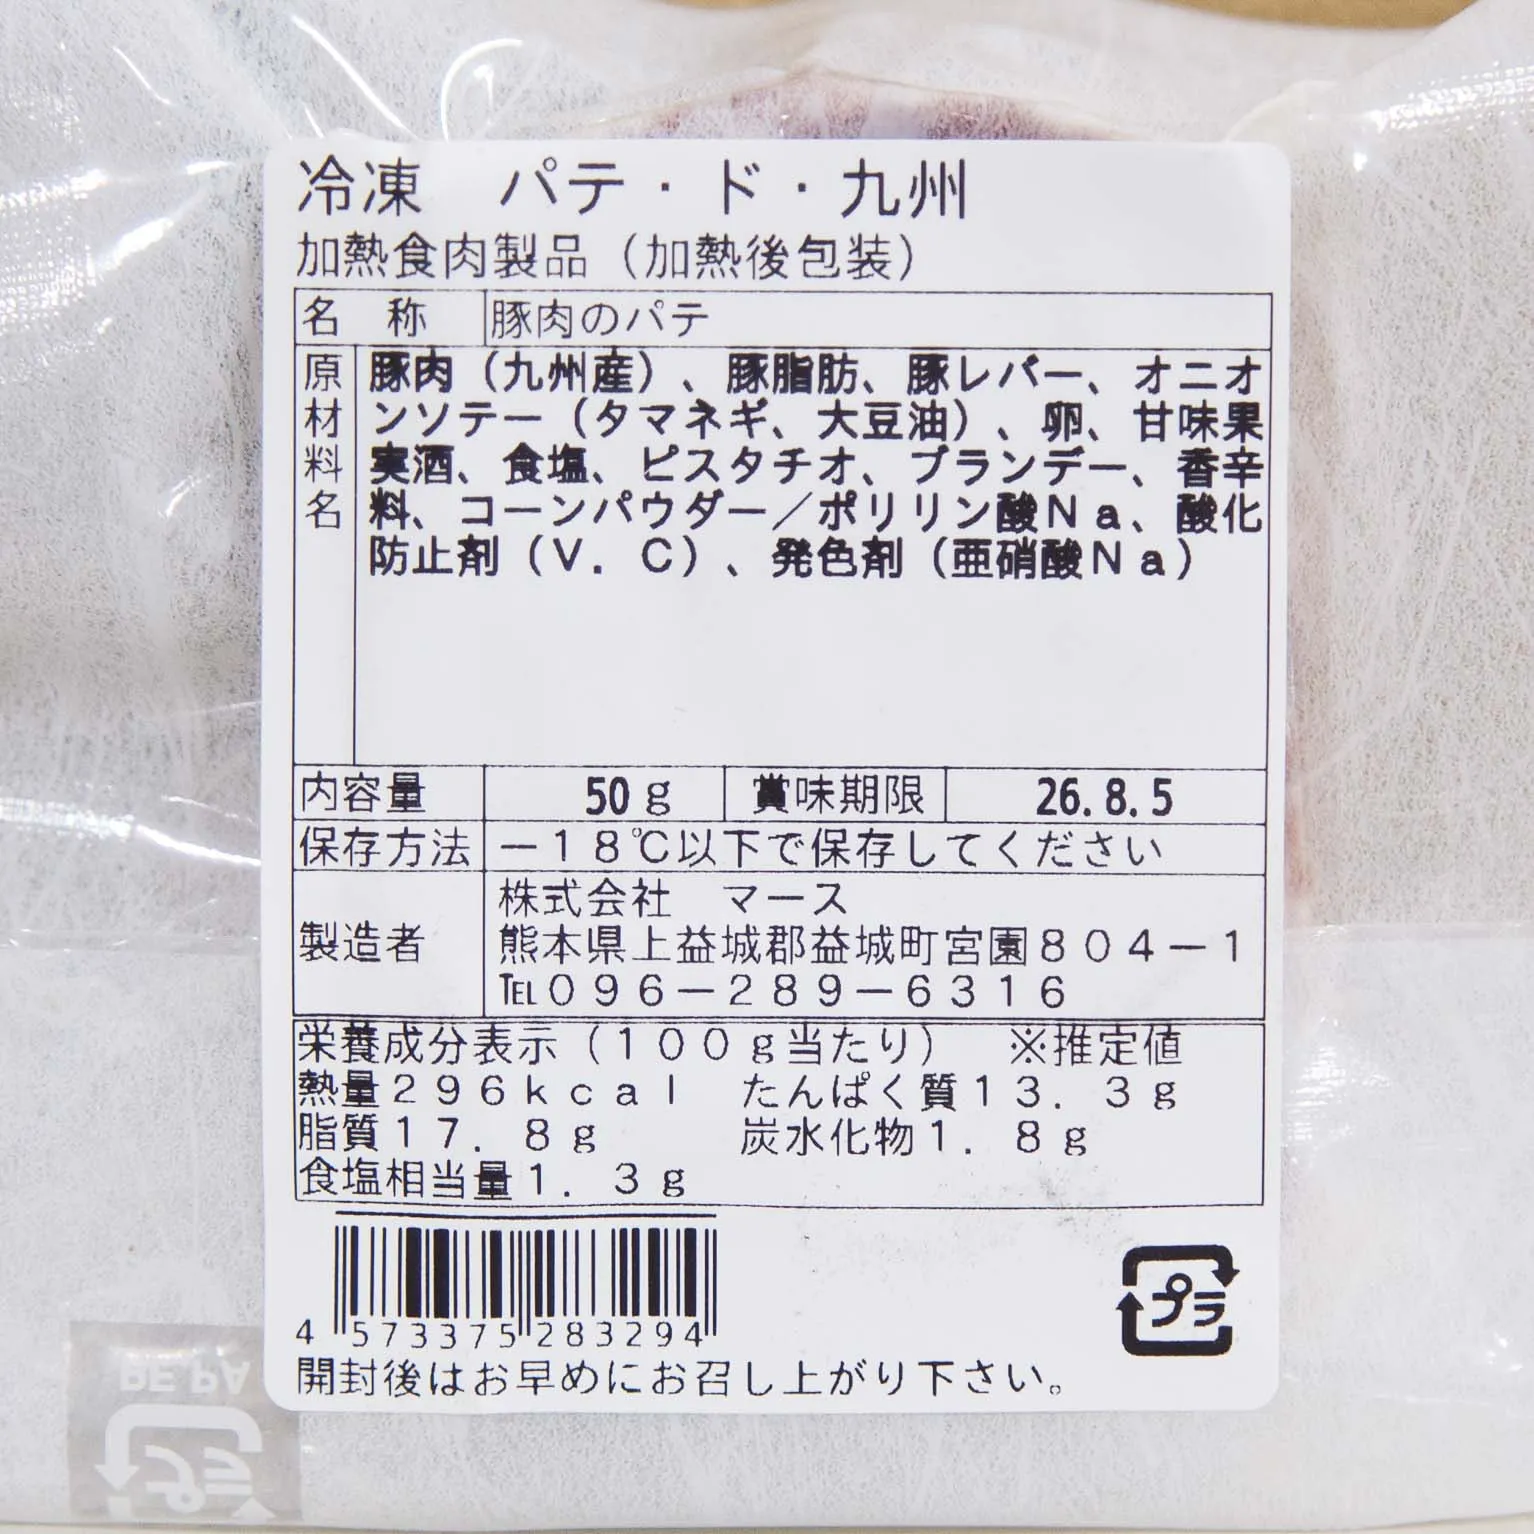 冷凍　パテ・ド・九州
加熱食肉製品（加熱後包装）
名　称　豚肉のパテ
原材料名
豚肉（九州産）、豚脂肪、豚レバー、オニオ
ンソテー（タマネギ、大豆油）、卵、甘味果
実酒、食塩、ピスタチオ、ブランデー、香辛
料、コーンパウダー／ポリリン酸Ｎａ、酸化
防止剤（Ｖ．Ｃ）、発色剤（亜硝酸Ｎａ）
内容量　50ｇ　賞味期限　26.8.5
保存方法　－１８℃以下で保存してください
製造者
株式会社　マース
熊本県上益城郡益城町宮園８０４－１
℡０９６－２８９－６３１６
栄養成分表示（１００ｇ当たり）　※推定値
熱量２９６ｋｃａｌ　たんぱく質１３．３ｇ
脂質１７．８ｇ　炭水化物１．８ｇ
食塩相当量１．３ｇ
4 573375 283294
プラ
開封後はお早めにお召し上がり下さい。
PE,PA
プラ